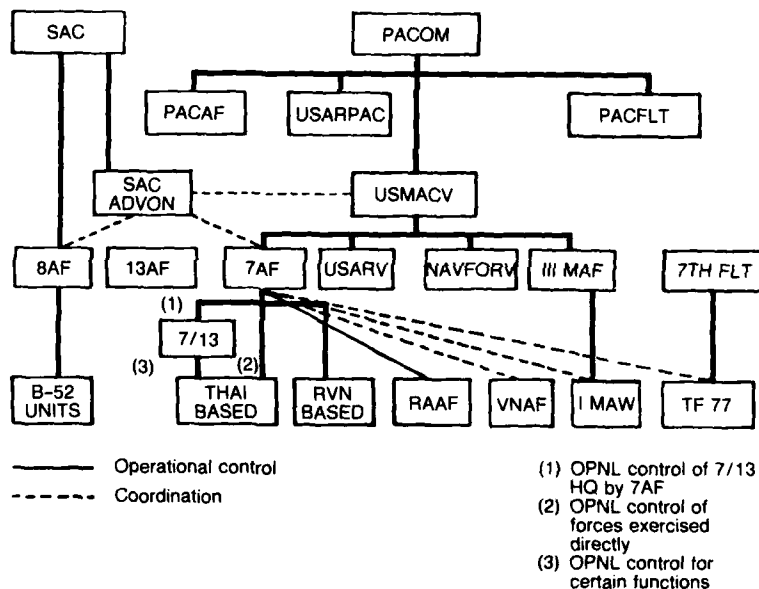 SAC
PACOM
PACAF
USARPAC
PACFLT
SAC
ADVON
USMACV
8AF
13AF
7AF
USARV
NAVFORV
III MAF
7TH FLT
(1)
7/13
(3)
(2)
B-52
UNITS
THAI
BASED
RVN
BASED
RAAF
VNAF
I MAW
TF 77
Operational control
Coordination
(1) OPNL control of 7/13
HQ by 7AF
(2) OPNL control of
forces exercised
directly
(3) OPNL control for
certain functions